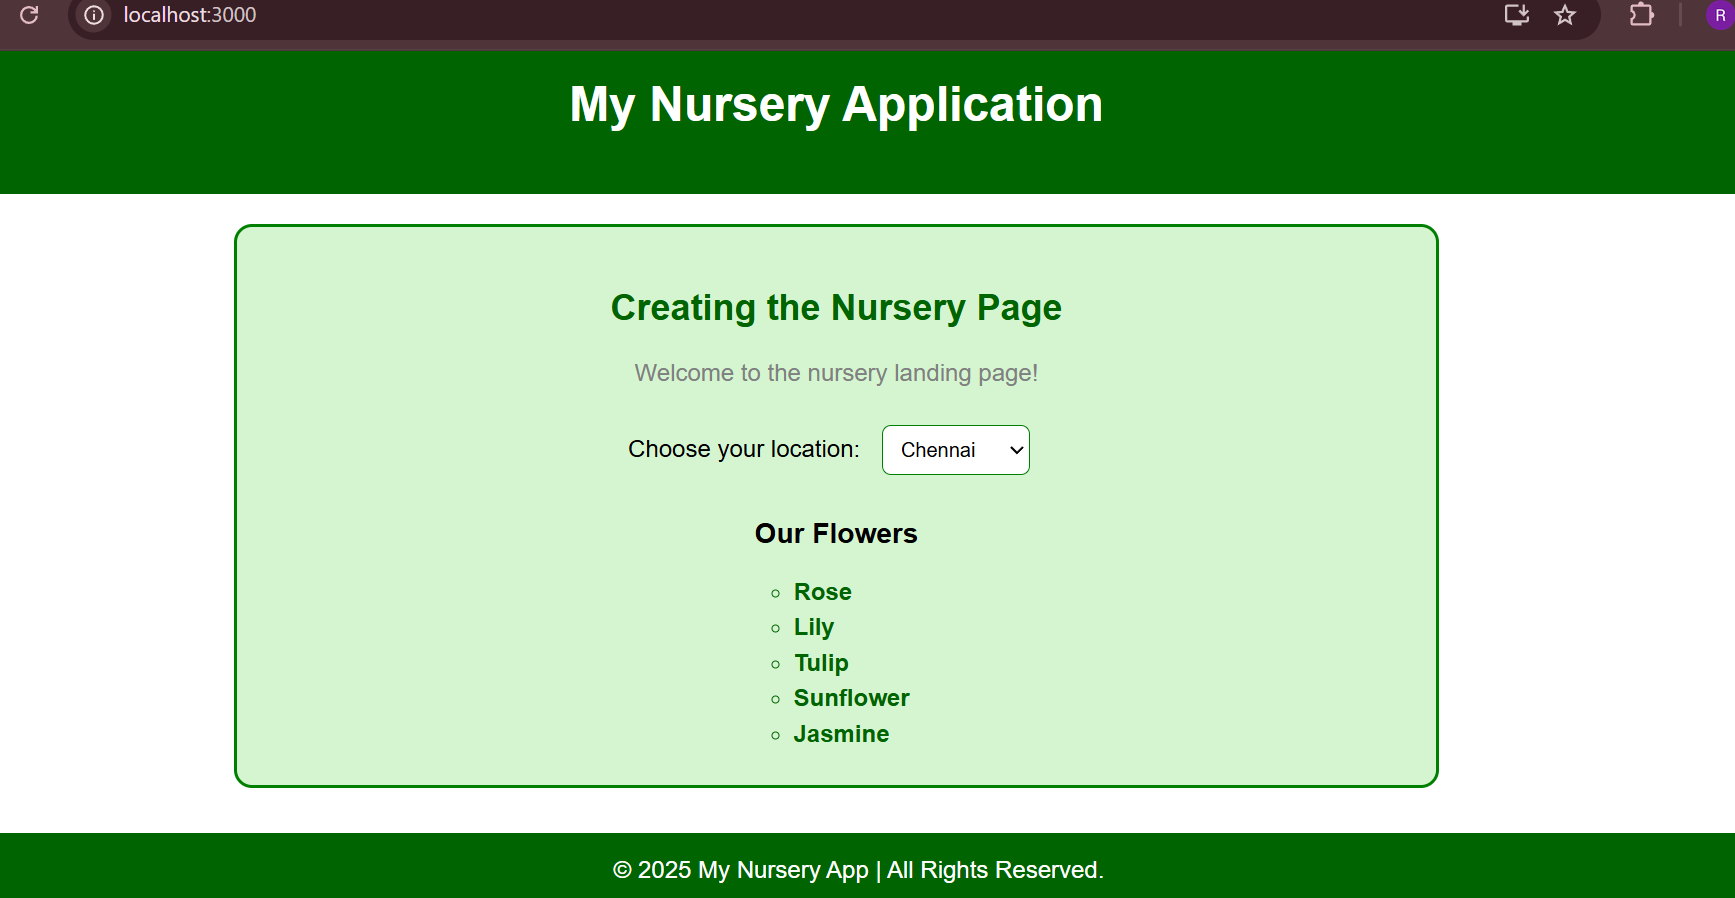 localhost:3000
R
My Nursery Application
Creating the Nursery Page
Welcome to the nursery landing page!
Choose your location: Chennai
Our Flowers
Rose
Lily
Tulip
Sunflower
Jasmine
© 2025 My Nursery App | All Rights Reserved.